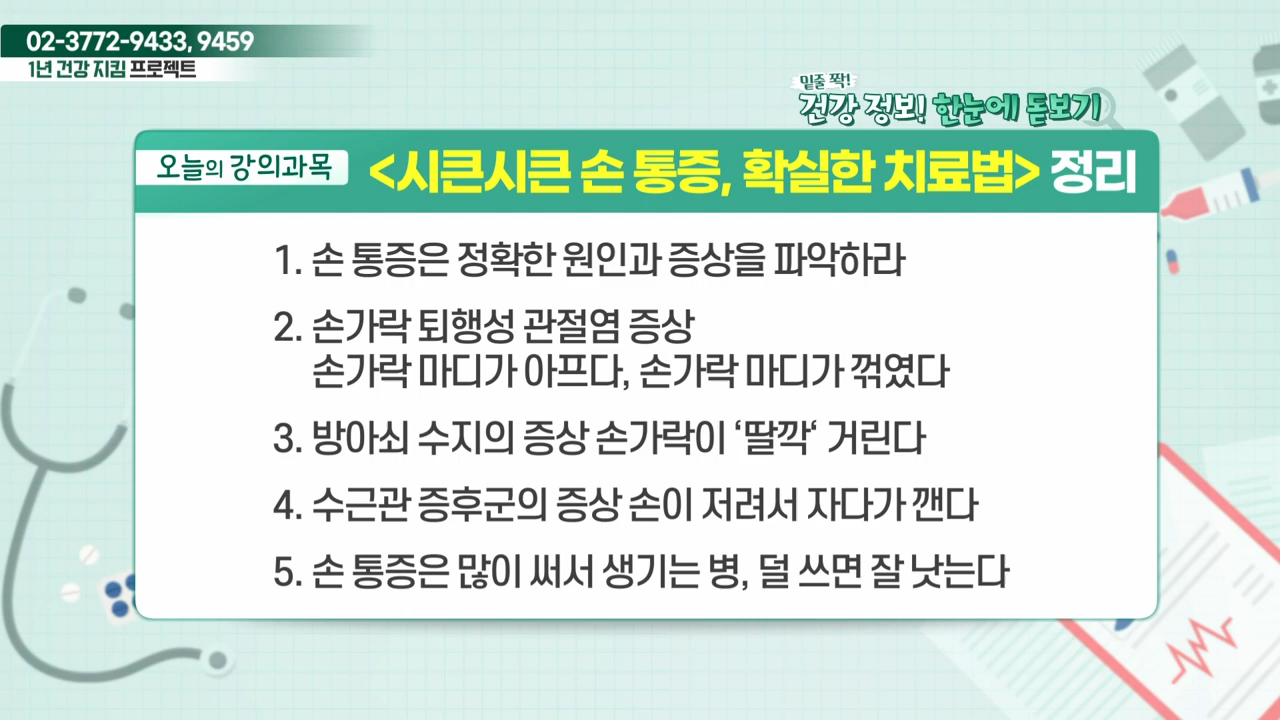 02-3772-9433, 9459
1년 건강 지킴 프로젝트
밑줄 쫙!
건강 정보! 한눈에 돋보기
오늘의 강의과목
<시큰시큰 손 통증, 확실한 치료법> 정리
1. 손 통증은 정확한 원인과 증상을 파악하라
2. 손가락 퇴행성 관절염 증상
손가락 마디가 아프다, 손가락 마디가 꺾였다
3. 방아쇠 수지의 증상 손가락이 ‘딸깍‘ 거린다
4. 수근관 증후군의 증상 손이 저려서 자다가 깬다
5. 손 통증은 많이 써서 생기는 병, 덜 쓰면 잘 낫는다